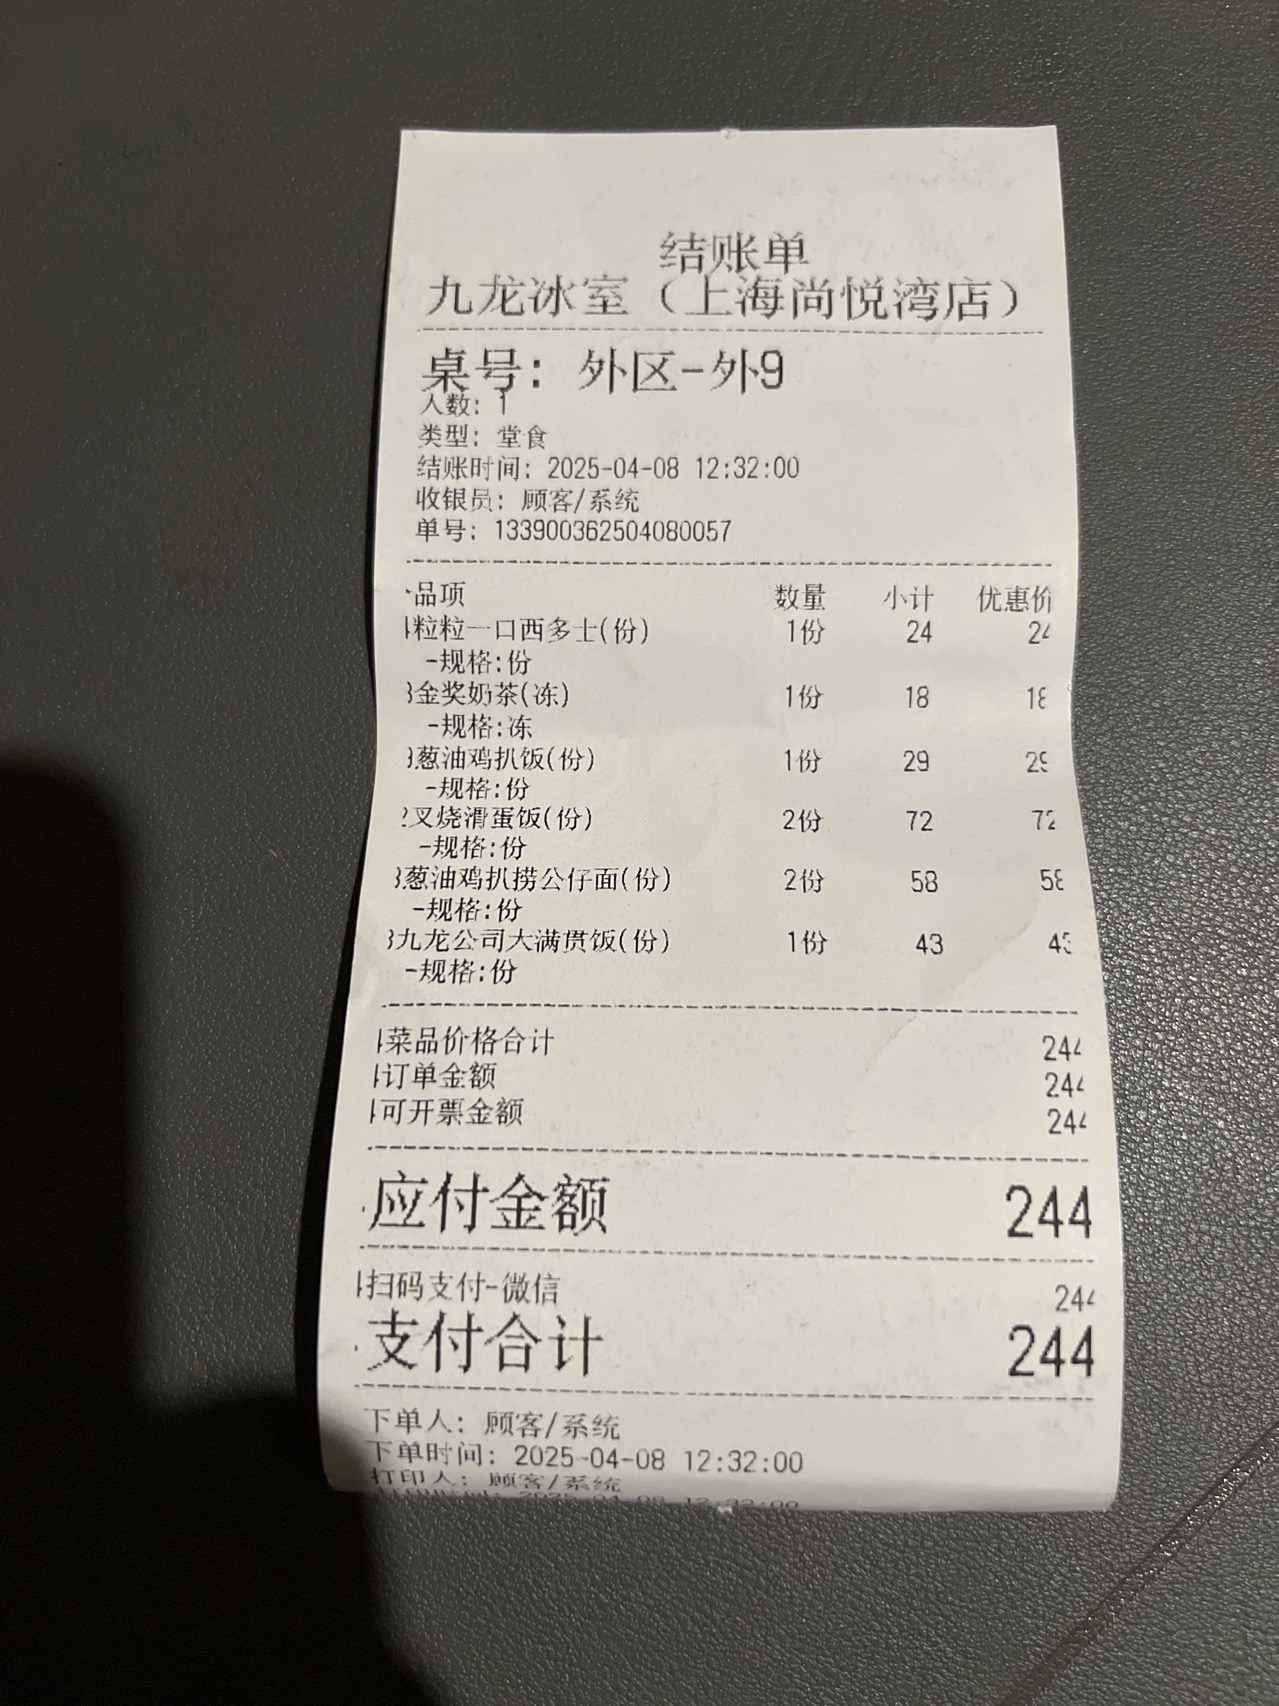 结账单
九龙冰室（上海尚悦湾店）
桌号：外区-外9
人数：1
类型：堂食
结账时间：2025-04-08 12:32:00
收银员：顾客/系统
单号：133900362504080057
品项 数量 小计 优惠价
粒粒一口西多士(份) 1份 24 24
-规格:份
金奖奶茶(冻) 1份 18 18
-规格:冻
葱油鸡扒饭(份) 1份 29 29
-规格:份
叉烧滑蛋饭(份) 2份 72 72
-规格:份
葱油鸡扒捞公仔面(份) 2份 58 58
-规格:份
九龙公司大满贯饭(份) 1份 43 43
-规格:份
菜品价格合计 244
订单金额 244
可开票金额 244
应付金额 244
扫码支付-微信 244
支付合计 244
下单人：顾客/系统
下单时间：2025-04-08 12:32:00
打印人：顾客/系统